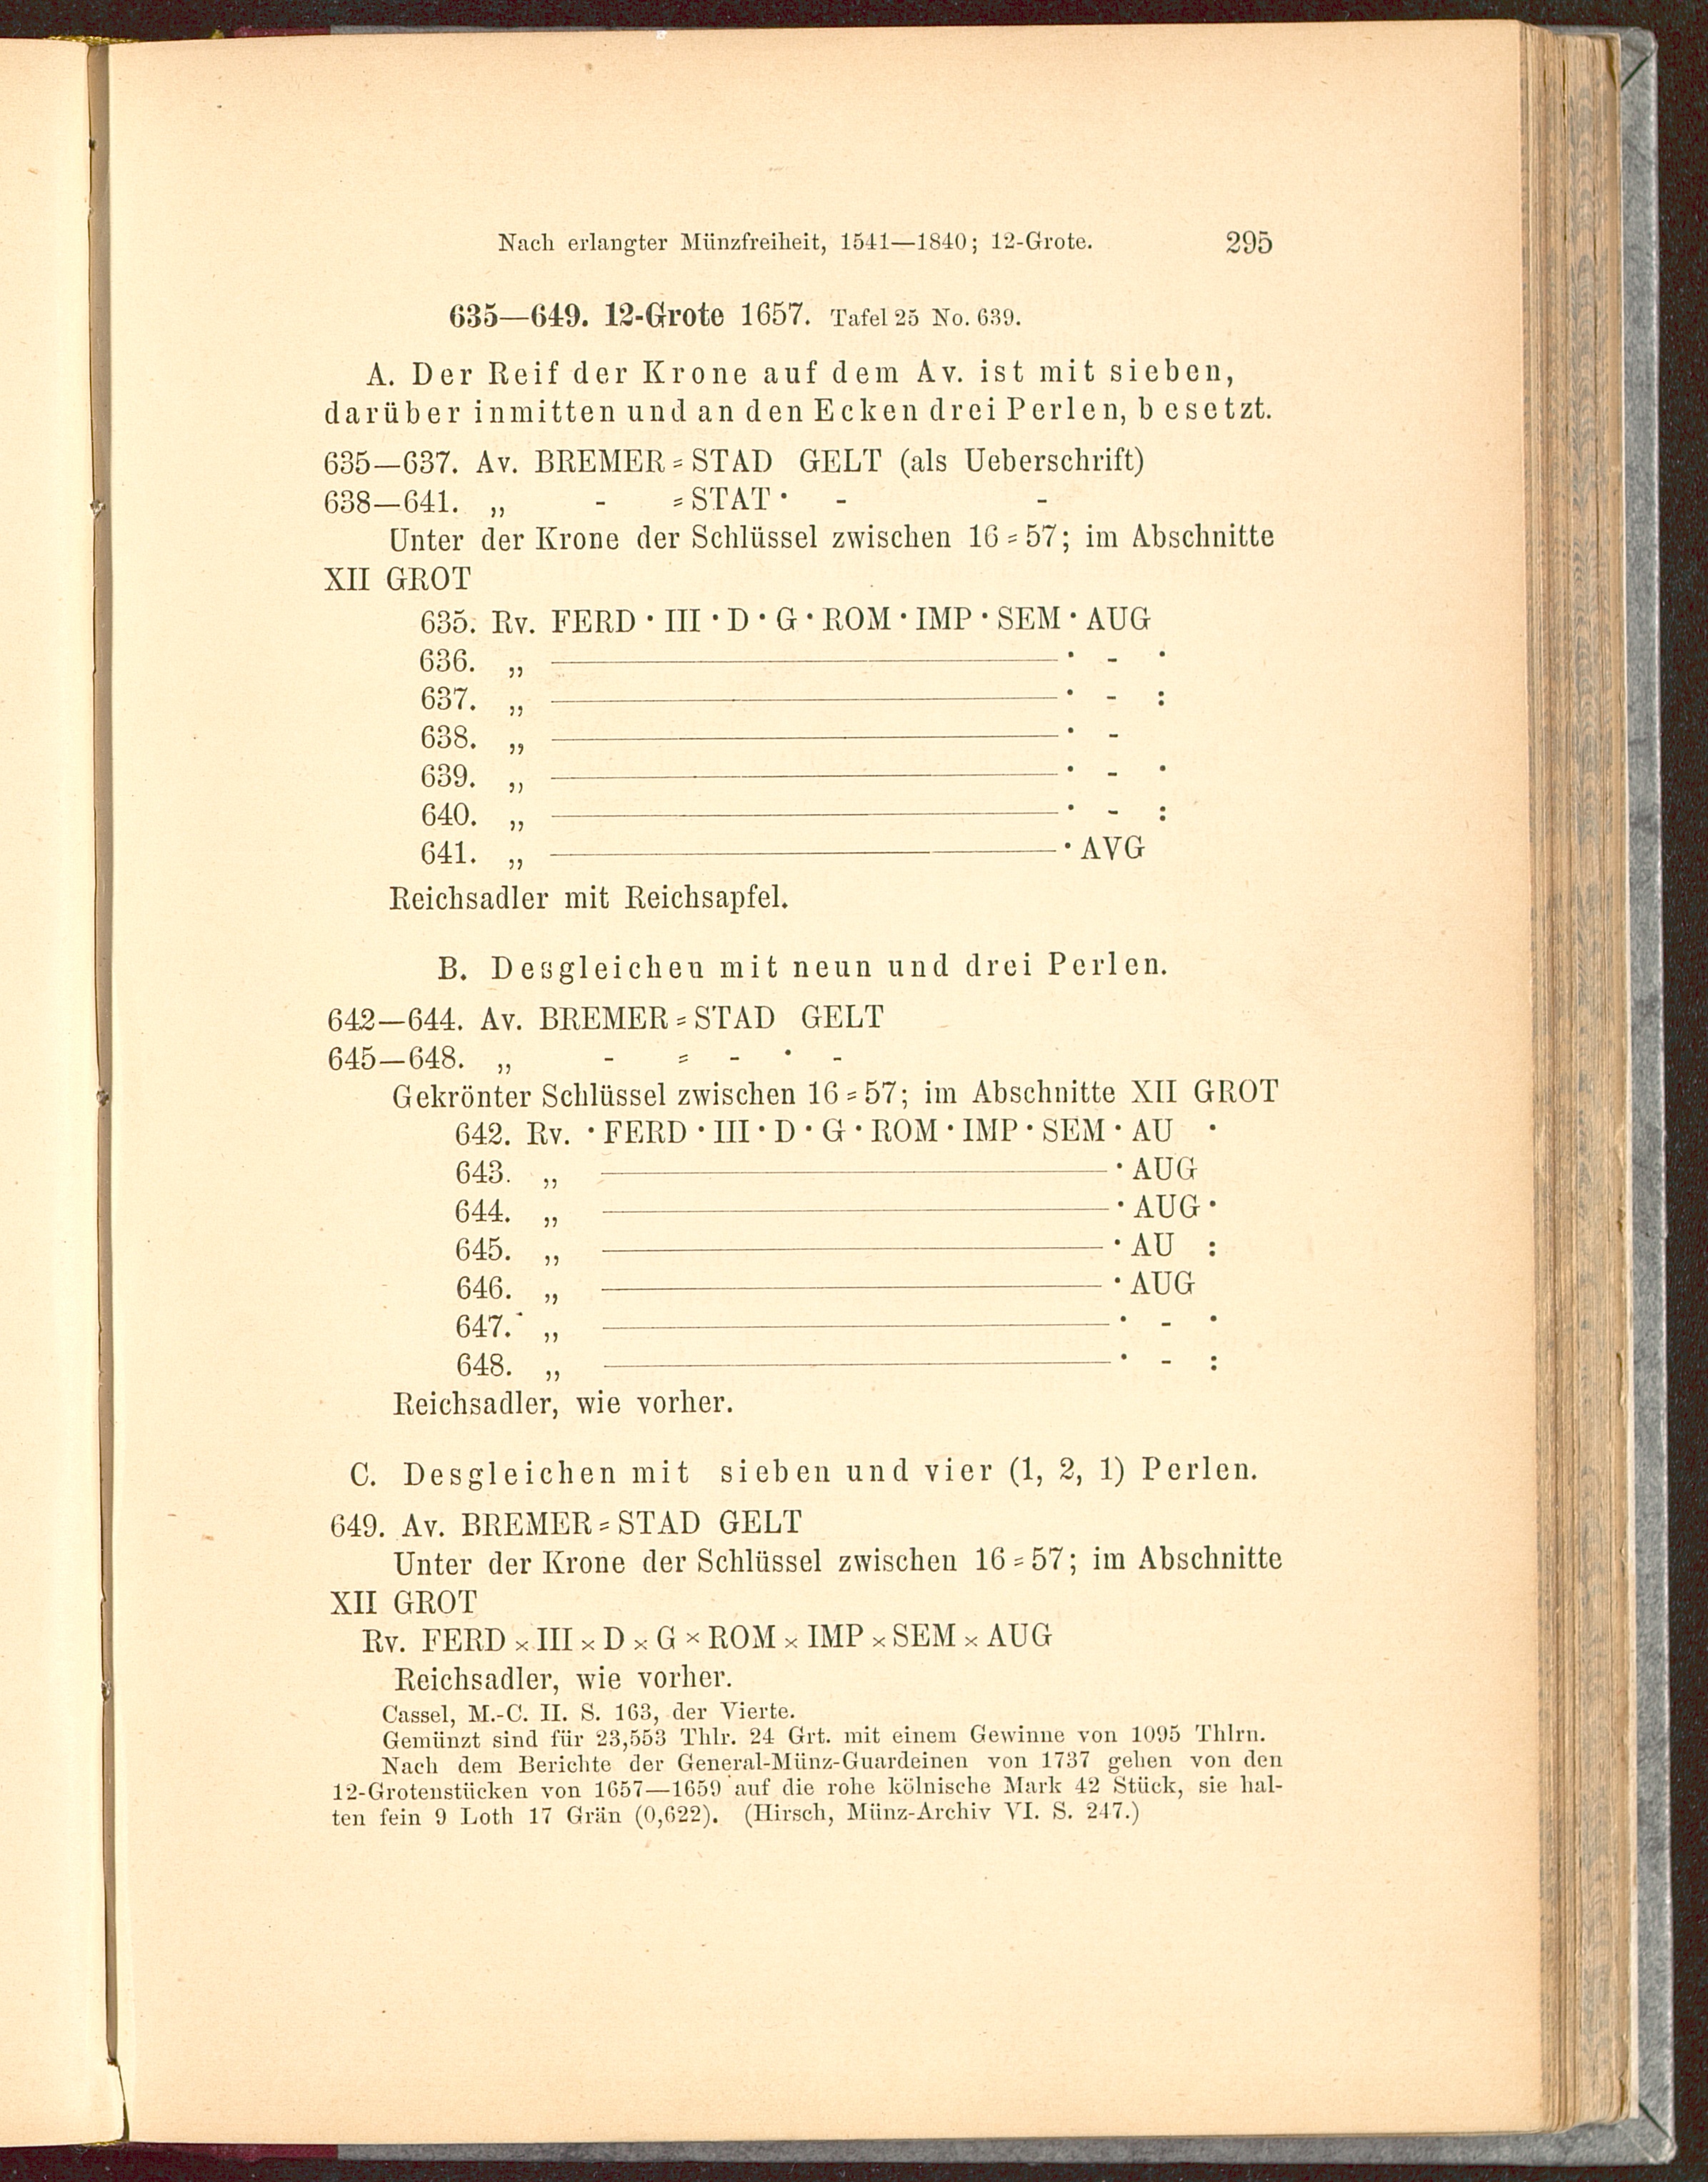 Nach erlangter Münzfreiheit, 1541—1840; 12-Grote. 295
635—649. 12-Grote 1657. Tafel 25 No. 639.
A. Der Reif der Krone auf dem Av. ist mit sieben,
darüber inmitten und an den Ecken drei Perlen, besetzt.
635—637. Av. BREMER = STAD GELT (als Ueberschrift)
638—641. „ - = STAT · - -
Unter der Krone der Schlüssel zwischen 16 = 57; im Abschnitte
XII GROT
635. Rv. FERD · III · D · G · ROM · IMP · SEM · AUG
636. „ ——— · - ·
637. „ ——— · - :
638. „ ——— · -
639. „ ——— · - ·
640. „ ——— · - :
641. „ ——— · AVG
Reichsadler mit Reichsapfel.
B. Desgleichen mit neun und drei Perlen.
642—644. Av. BREMER = STAD GELT
645—648. „ - = - · -
Gekrönter Schlüssel zwischen 16 = 57; im Abschnitte XII GROT
642. Rv. · FERD · III · D · G · ROM · IMP · SEM · AU ·
643. „ ——— · AUG
644. „ ——— · AUG ·
645. „ ——— · AU :
646. „ ——— · AUG
647. „ ——— · - ·
648. „ ——— · - :
Reichsadler, wie vorher.
C. Desgleichen mit sieben und vier (1, 2, 1) Perlen.
649. Av. BREMER = STAD GELT
Unter der Krone der Schlüssel zwischen 16 = 57; im Abschnitte
XII GROT
Rv. FERD × III × D × G × ROM × IMP × SEM × AUG
Reichsadler, wie vorher.
Cassel, M.-C. II. S. 163, der Vierte.
Gemünzt sind für 23,553 Thlr. 24 Grt. mit einem Gewinne von 1095 Thlrn.
Nach dem Berichte der General-Münz-Guardeinen von 1737 gehen von den
12-Grotenstücken von 1657—1659 auf die rohe kölnische Mark 42 Stück, sie hal-
ten fein 9 Loth 17 Grän (0,622). (Hirsch, Münz-Archiv VI. S. 247.)